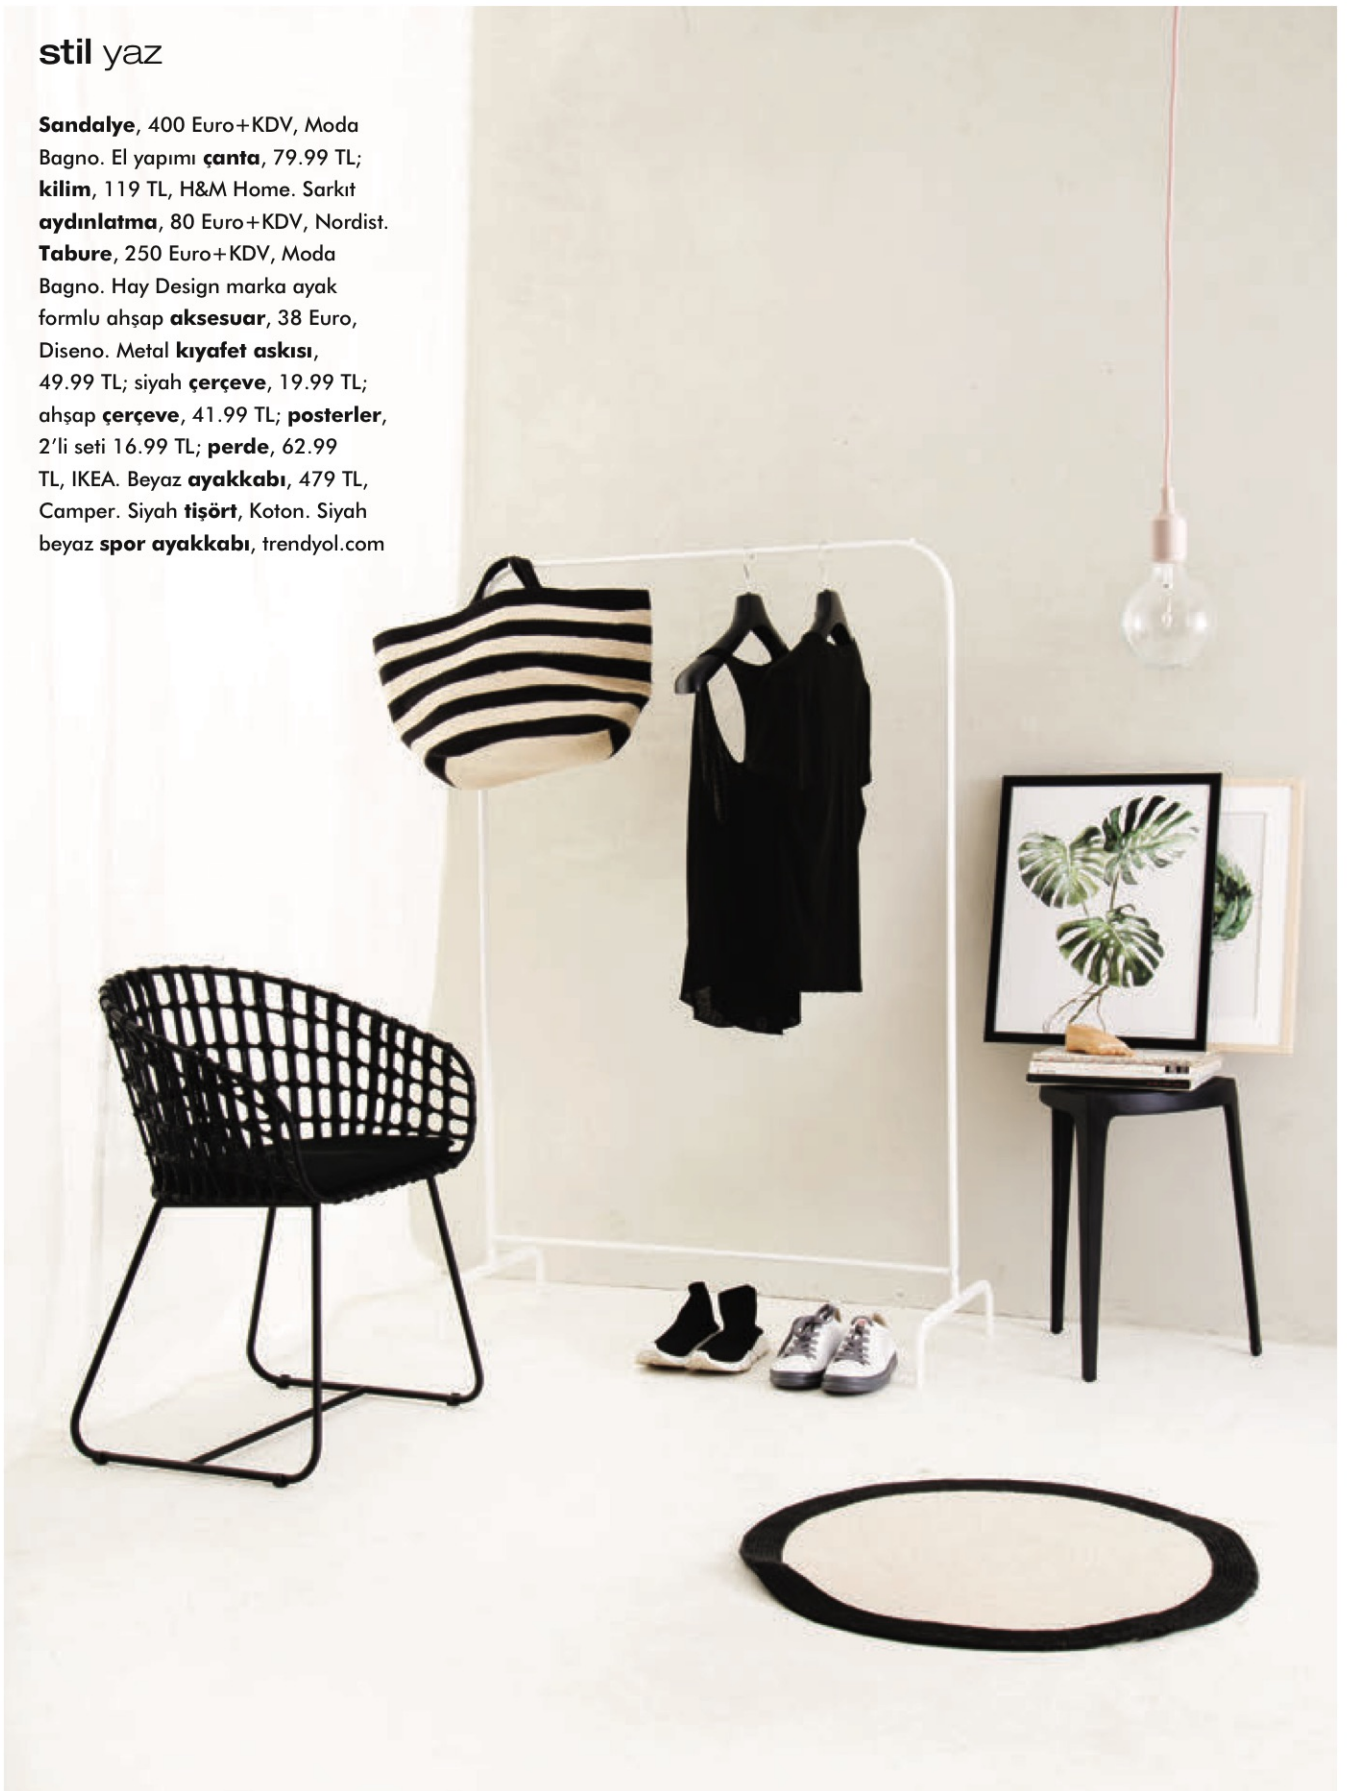 stil yaz
Sandalye, 400 Euro+KDV, Moda
Bagno. El yapımı çanta, 79.99 TL;
kilim, 119 TL, H&M Home. Sarkıt
aydınlatma, 80 Euro+KDV, Nordist.
Tabure, 250 Euro+KDV, Moda
Bagno. Hay Design marka ayak
formlu ahşap aksesuar, 38 Euro,
Diseno. Metal kıyafet askısı,
49.99 TL; siyah çerçeve, 19.99 TL;
ahşap çerçeve, 41.99 TL; posterler,
2'li seti 16.99 TL; perde, 62.99
TL, IKEA. Beyaz ayakkabı, 479 TL,
Camper. Siyah tişört, Koton. Siyah
beyaz spor ayakkabı, trendyol.com